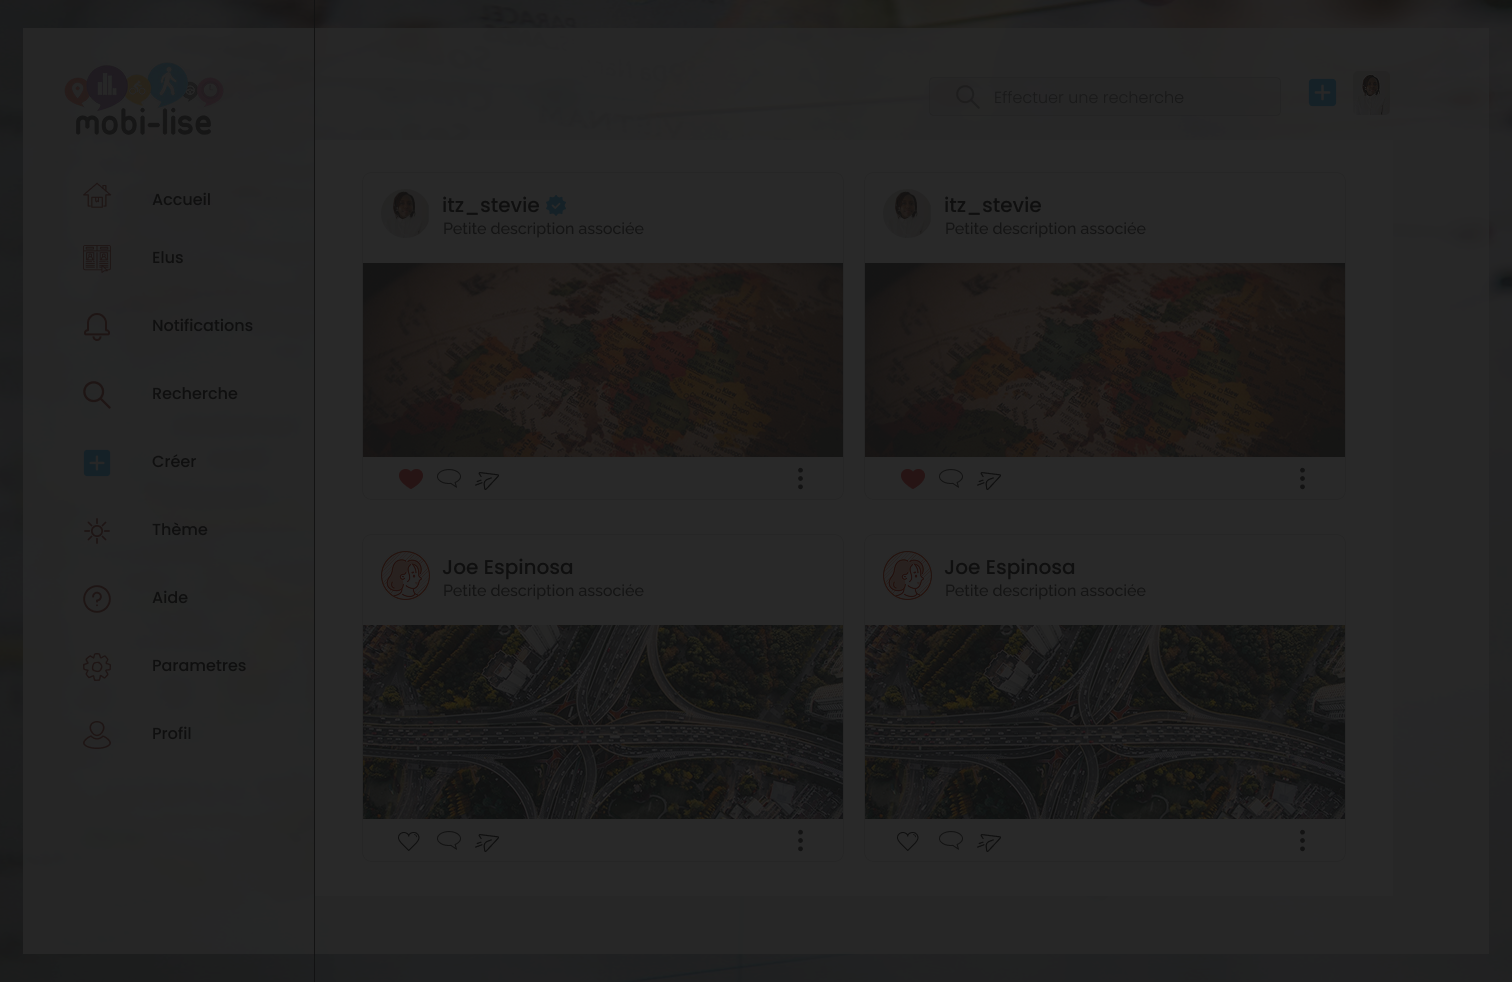 mobi-lise
Effectuer une recherche
Accueil
Elus
Notifications
Recherche
Créer
Thème
Aide
Parametres
Profil
itz_stevie
Petite description associée
itz_stevie
Petite description associée
Joe Espinosa
Petite description associée
Joe Espinosa
Petite description associée